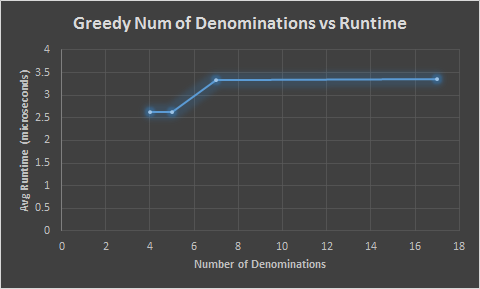 Greedy Num of Denominations vs Runtime
4
3.5
3
2.5
2
1.5
1
0.5
0
Avg Runtime (microseconds)
0 2 4 6 8 10 12 14 16 18
Number of Denominations